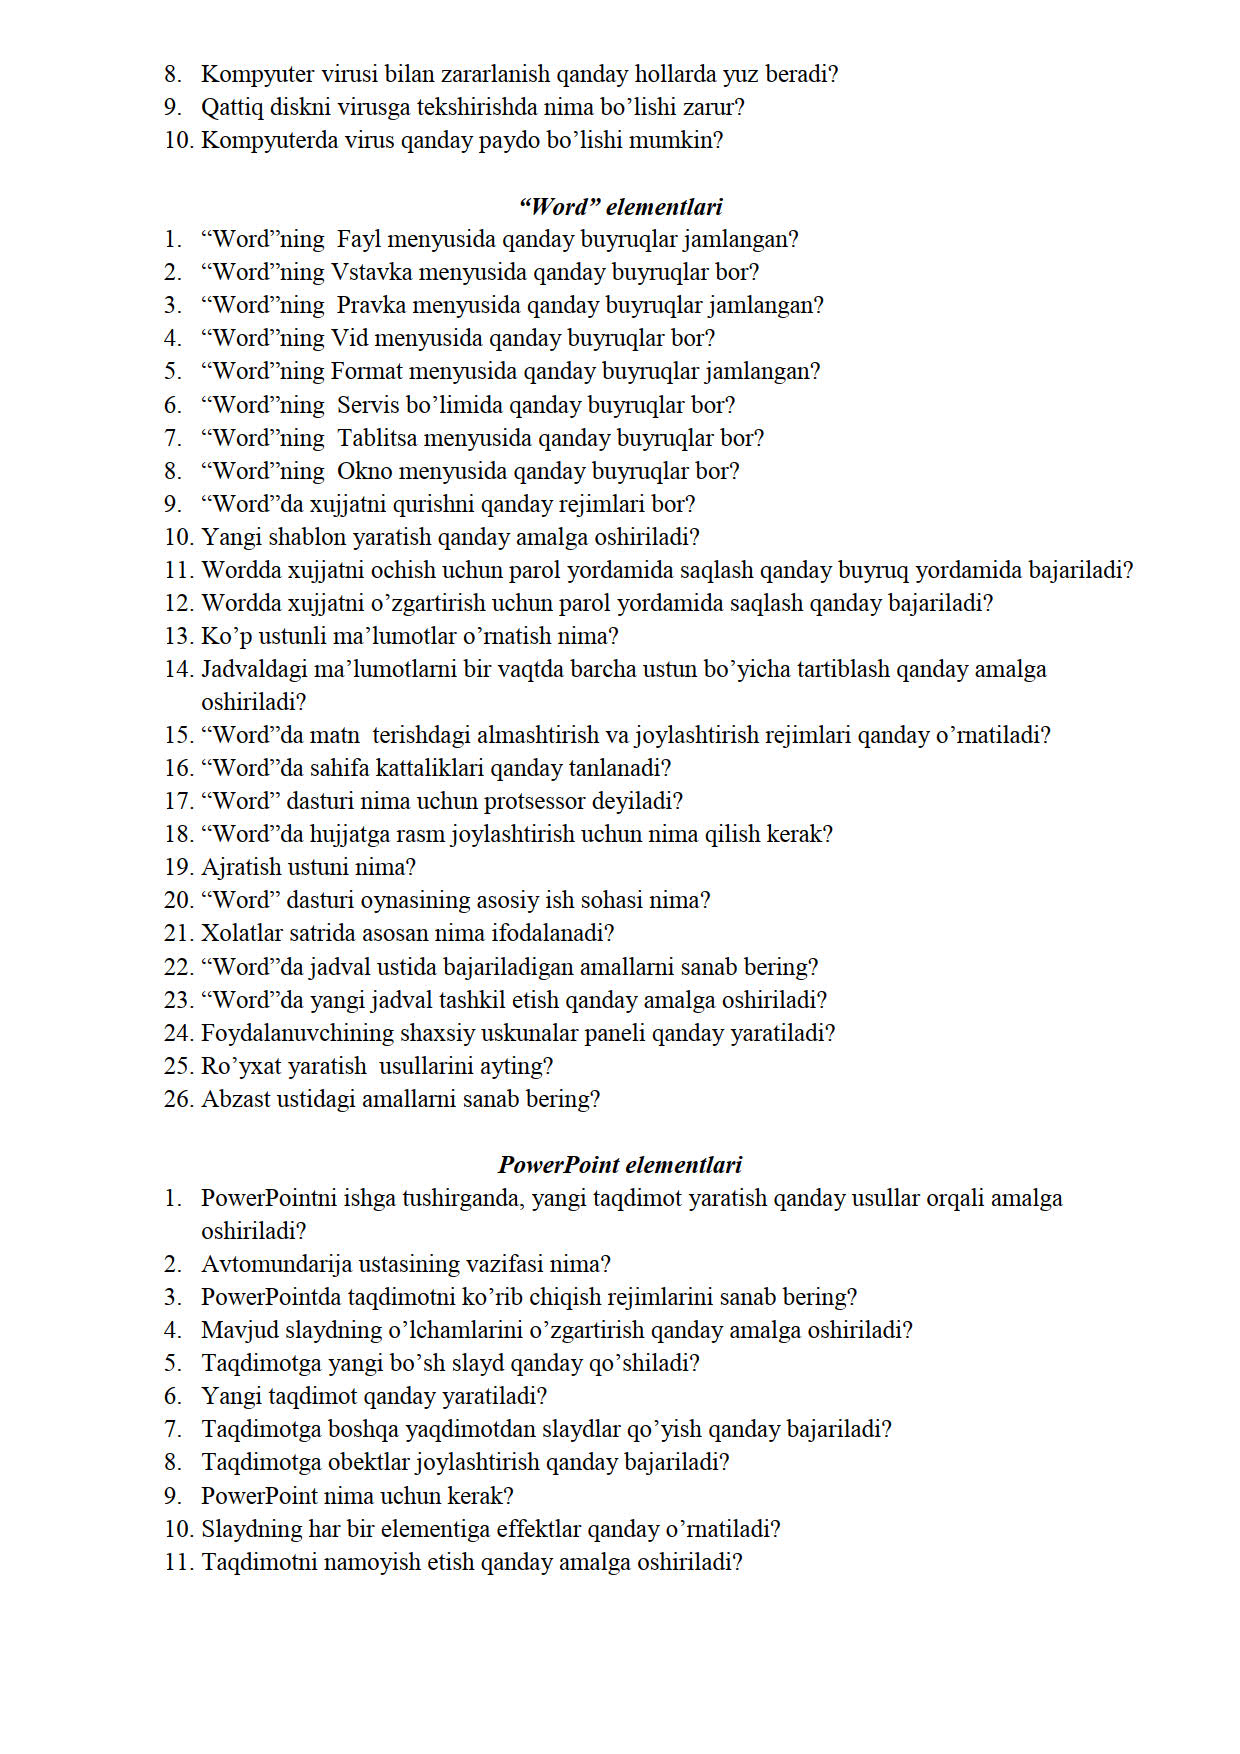 8. Kompyuter virusi bilan zararlanish qanday hollarda yuz beradi?
9. Qattiq diskni virusga tekshirishda nima bo’lishi zarur?
10. Kompyuterda virus qanday paydo bo’lishi mumkin?
“Word” elementlari
1. “Word”ning  Fayl menyusida qanday buyruqlar jamlangan?
2. “Word”ning Vstavka menyusida qanday buyruqlar bor?
3. “Word”ning  Pravka menyusida qanday buyruqlar jamlangan?
4. “Word”ning Vid menyusida qanday buyruqlar bor?
5. “Word”ning Format menyusida qanday buyruqlar jamlangan?
6. “Word”ning  Servis bo’limida qanday buyruqlar bor?
7. “Word”ning  Tablitsa menyusida qanday buyruqlar bor?
8. “Word”ning  Okno menyusida qanday buyruqlar bor?
9. “Word”da xujjatni qurishni qanday rejimlari bor?
10. Yangi shablon yaratish qanday amalga oshiriladi?
11. Wordda xujjatni ochish uchun parol yordamida saqlash qanday buyruq yordamida bajariladi?
12. Wordda xujjatni o’zgartirish uchun parol yordamida saqlash qanday bajariladi?
13. Ko’p ustunli ma’lumotlar o’rnatish nima?
14. Jadvaldagi ma’lumotlarni bir vaqtda barcha ustun bo’yicha tartiblash qanday amalga
oshiriladi?
15. “Word”da matn  terishdagi almashtirish va joylashtirish rejimlari qanday o’rnatiladi?
16. “Word”da sahifa kattaliklari qanday tanlanadi?
17. “Word” dasturi nima uchun protsessor deyiladi?
18. “Word”da hujjatga rasm joylashtirish uchun nima qilish kerak?
19. Ajratish ustuni nima?
20. “Word” dasturi oynasining asosiy ish sohasi nima?
21. Xolatlar satrida asosan nima ifodalanadi?
22. “Word”da jadval ustida bajariladigan amallarni sanab bering?
23. “Word”da yangi jadval tashkil etish qanday amalga oshiriladi?
24. Foydalanuvchining shaxsiy uskunalar paneli qanday yaratiladi?
25. Ro’yxat yaratish  usullarini ayting?
26. Abzast ustidagi amallarni sanab bering?
PowerPoint elementlari
1. PowerPointni ishga tushirganda, yangi taqdimot yaratish qanday usullar orqali amalga
oshiriladi?
2. Avtomundarija ustasining vazifasi nima?
3. PowerPointda taqdimotni ko’rib chiqish rejimlarini sanab bering?
4. Mavjud slaydning o’lchamlarini o’zgartirish qanday amalga oshiriladi?
5. Taqdimotga yangi bo’sh slayd qanday qo’shiladi?
6. Yangi taqdimot qanday yaratiladi?
7. Taqdimotga boshqa yaqdimotdan slaydlar qo’yish qanday bajariladi?
8. Taqdimotga obektlar joylashtirish qanday bajariladi?
9. PowerPoint nima uchun kerak?
10. Slaydning har bir elementiga effektlar qanday o’rnatiladi?
11. Taqdimotni namoyish etish qanday amalga oshiriladi?